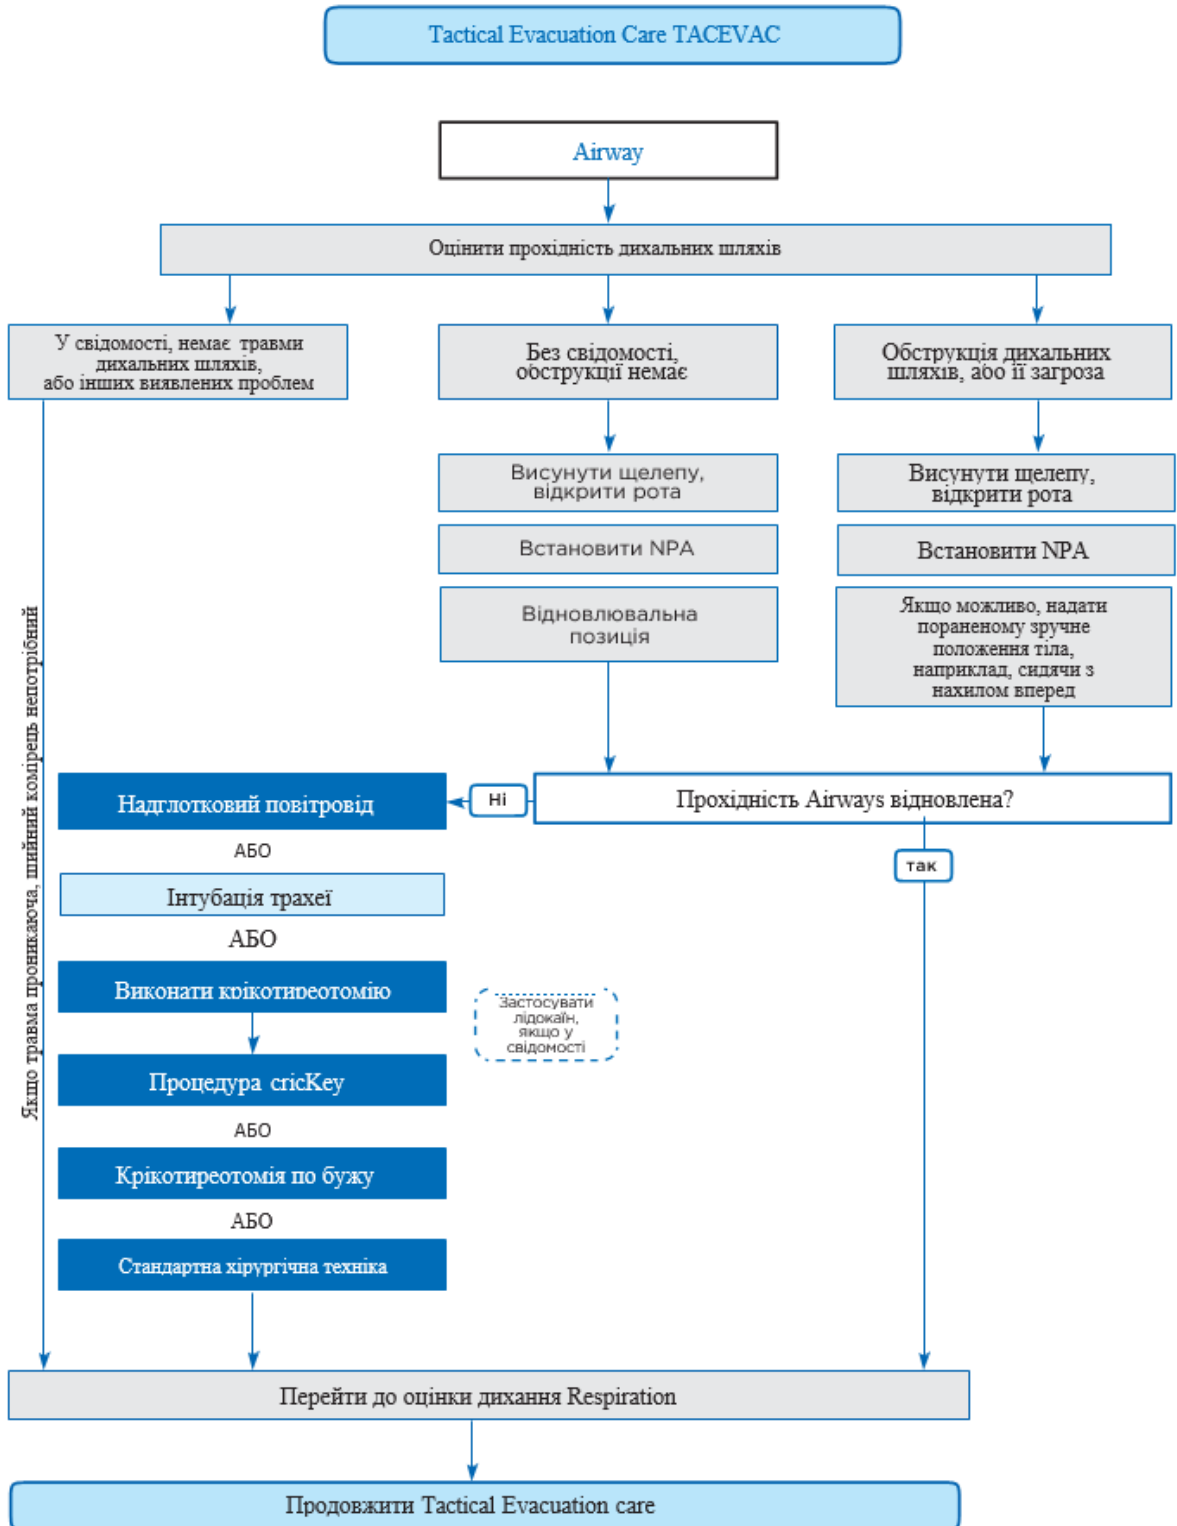 Tactical Evacuation Care TACEVAC
Airway
Оцінити прохідність дихальних шляхів
У свідомості, немає травми
дихальних шляхів,
або інших виявлених проблем
Без свідомості,
обструкції немає
Обструкція дихальних
шляхів, або її загроза
Висунути щелепу,
відкрити рота
Встановити NPA
Відновлювальна
позиція
Висунути щелепу,
відкрити рота
Встановити NPA
Якщо можливо, надати
пораненому зручне
положення тіла,
наприклад, сидячи з
нахилом вперед
Якщо травма проникаюча, шийний комірець непотрібний
Прохідність Airways відновлена?
Ні
так
Надглотковий повітровід
АБО
Інтубація трахеї
АБО
Виконати крікотиреотомію
Застосувати
лідокаїн,
якщо у
свідомості
Процедура cricKey
АБО
Крікотиреотомія по бужу
АБО
Стандартна хірургічна техніка
Перейти до оцінки дихання Respiration
Продовжити Tactical Evacuation care